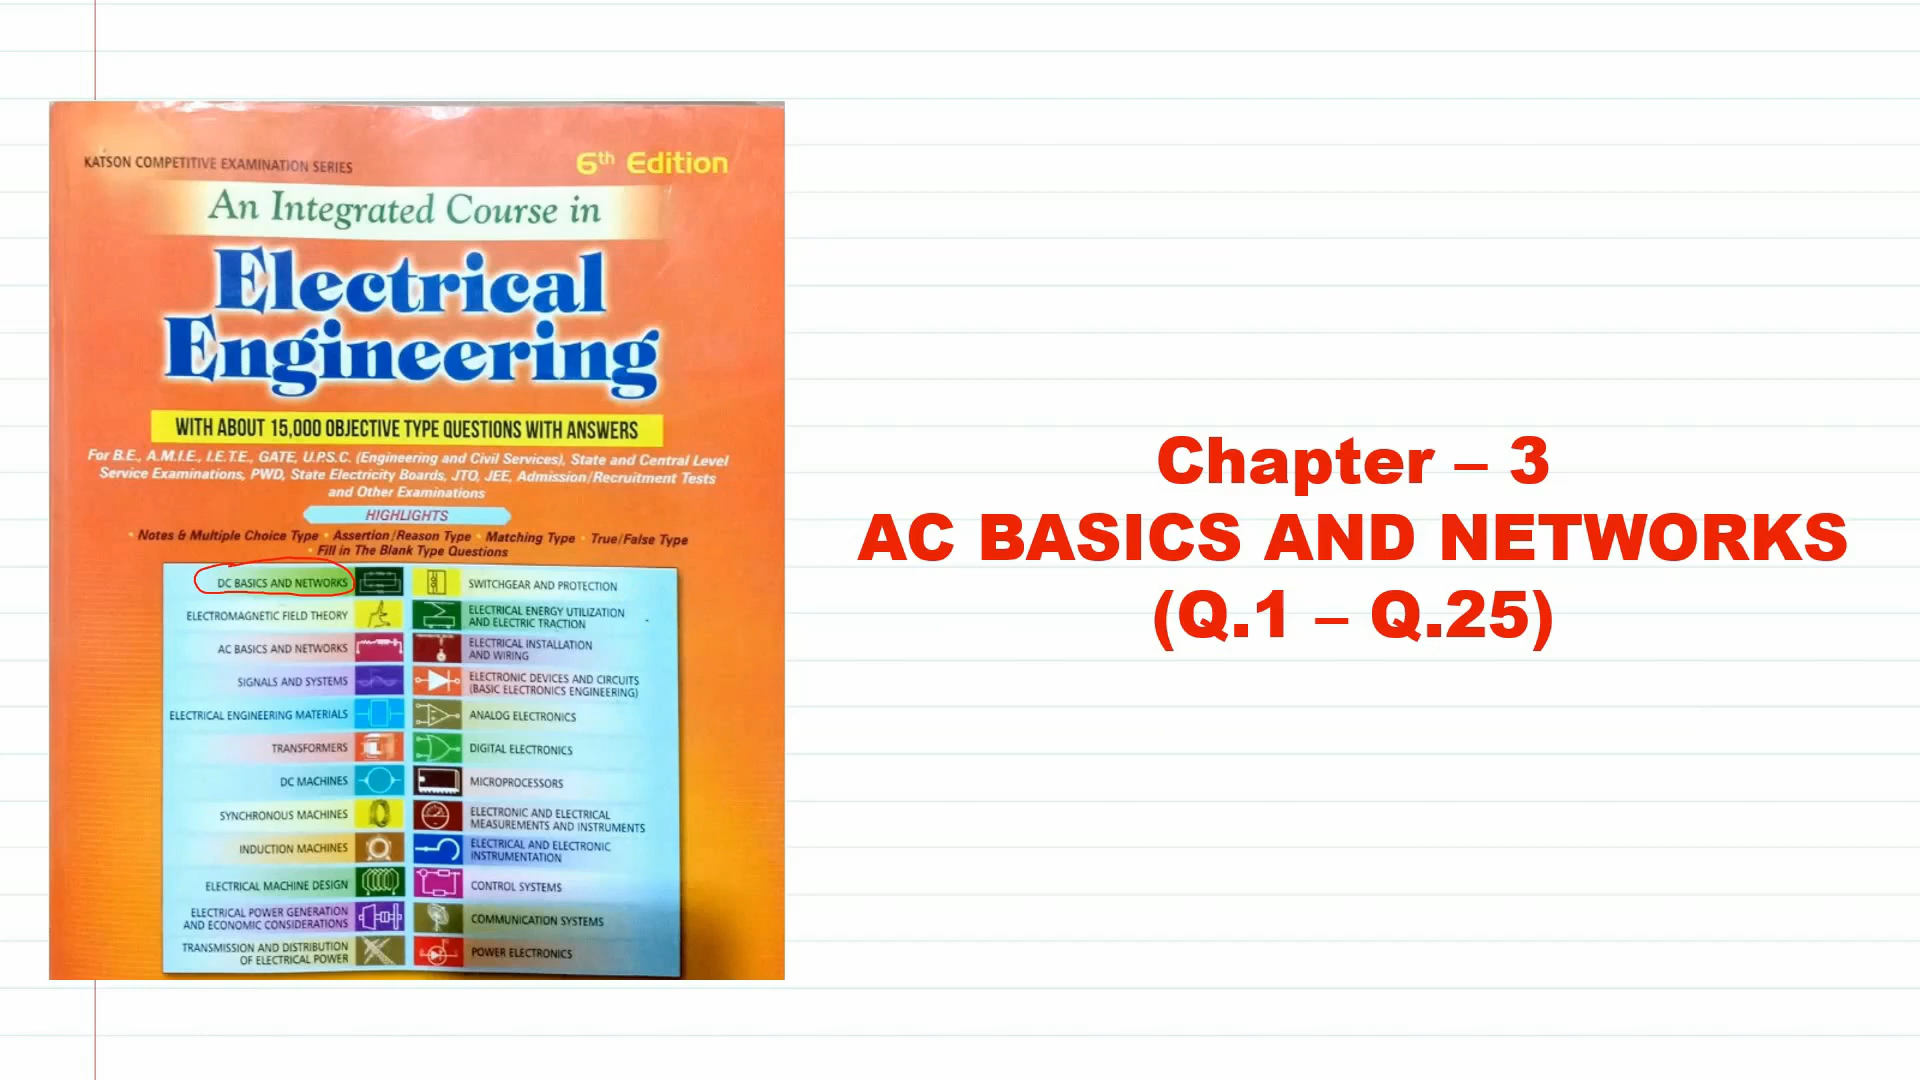 KATSON COMPETITIVE EXAMINATION SERIES
6th Edition
An Integrated Course in
Electrical
Engineering
WITH ABOUT 15,000 OBJECTIVE TYPE QUESTIONS WITH ANSWERS
For B.E., A.M.I.E., I.E.T.E., GATE, U.P.S.C. (Engineering and Civil Services), State and Central Level
Service Examinations, PWD, State Electricity Boards, JTO, JEE, Admission/Recruitment Tests
and Other Examinations
HIGHLIGHTS
• Notes & Multiple Choice Type • Assertion/Reason Type • Matching Type • True/False Type
• Fill in The Blank Type Questions
DC BASICS AND NETWORKS
ELECTROMAGNETIC FIELD THEORY
AC BASICS AND NETWORKS
SIGNALS AND SYSTEMS
ELECTRICAL ENGINEERING MATERIALS
TRANSFORMERS
DC MACHINES
SYNCHRONOUS MACHINES
INDUCTION MACHINES
ELECTRICAL MACHINE DESIGN
ELECTRICAL POWER GENERATION
AND ECONOMIC CONSIDERATIONS
TRANSMISSION AND DISTRIBUTION
OF ELECTRICAL POWER
SWITCHGEAR AND PROTECTION
ELECTRICAL ENERGY UTILIZATION
AND ELECTRIC TRACTION
ELECTRICAL INSTALLATION
AND WIRING
ELECTRONIC DEVICES AND CIRCUITS
(BASIC ELECTRONICS ENGINEERING)
ANALOG ELECTRONICS
DIGITAL ELECTRONICS
MICROPROCESSORS
ELECTRONIC AND ELECTRICAL
MEASUREMENTS AND INSTRUMENTS
ELECTRICAL AND ELECTRONIC
INSTRUMENTATION
CONTROL SYSTEMS
COMMUNICATION SYSTEMS
POWER ELECTRONICS
Chapter – 3
AC BASICS AND NETWORKS
(Q.1 – Q.25)